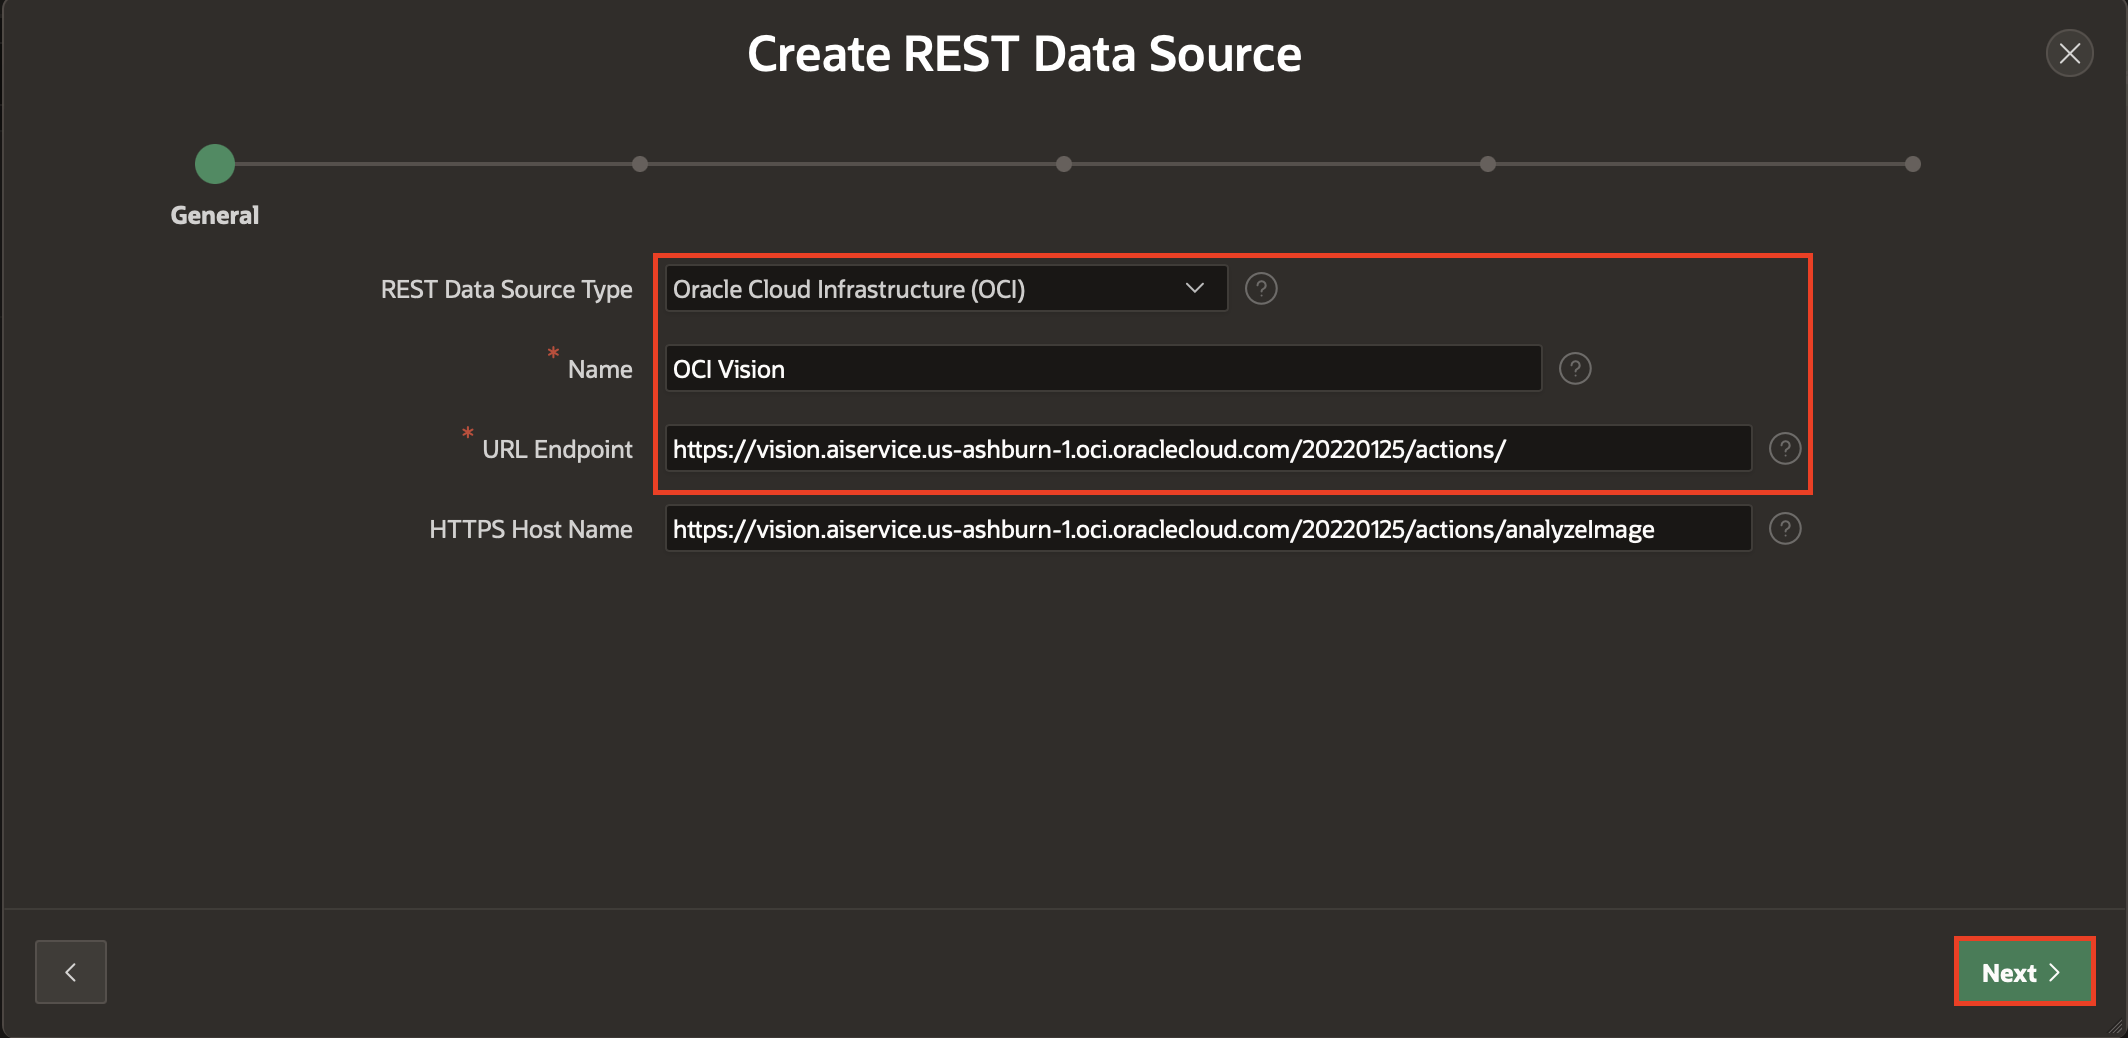 Create REST Data Source
General
REST Data Source Type Oracle Cloud Infrastructure (OCI) ?
* Name OCI Vision ?
* URL Endpoint https://vision.aiservice.us-ashburn-1.oci.oraclecloud.com/20220125/actions/ ?
HTTPS Host Name https://vision.aiservice.us-ashburn-1.oci.oraclecloud.com/20220125/actions/analyzeImage ?
Next